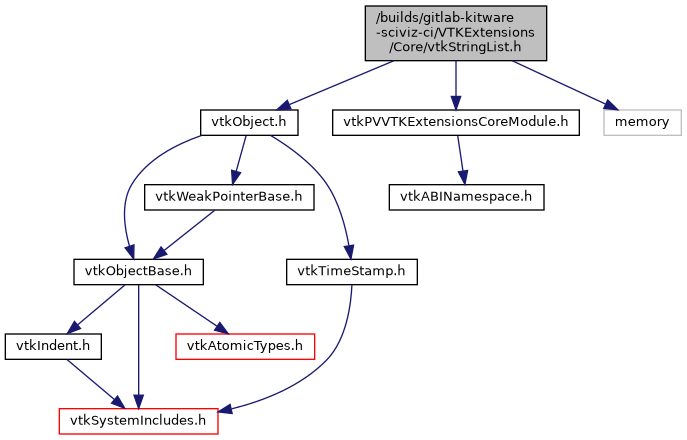 /builds/gitlab-kitware
-sciviz-ci/VTKExtensions
/Core/vtkStringList.h
vtkObject.h
vtkPVVTKExtensionsCoreModule.h
memory
vtkWeakPointerBase.h
vtkABINamespace.h
vtkObjectBase.h
vtkTimeStamp.h
vtkIndent.h
vtkAtomicTypes.h
vtkSystemIncludes.h